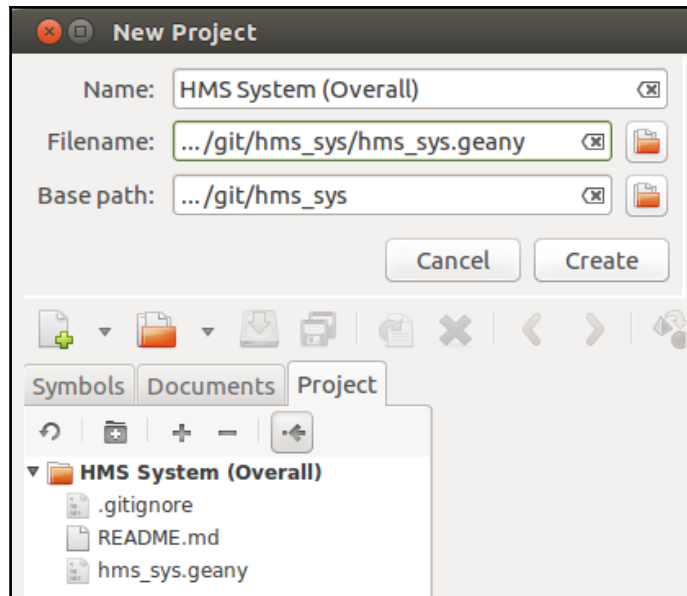 New Project
Name: HMS System (Overall)
Filename: .../git/hms_sys/hms_sys.geany
Base path: .../git/hms_sys
Cancel Create
Symbols Documents Project
HMS System (Overall)
.gitignore
README.md
hms_sys.geany